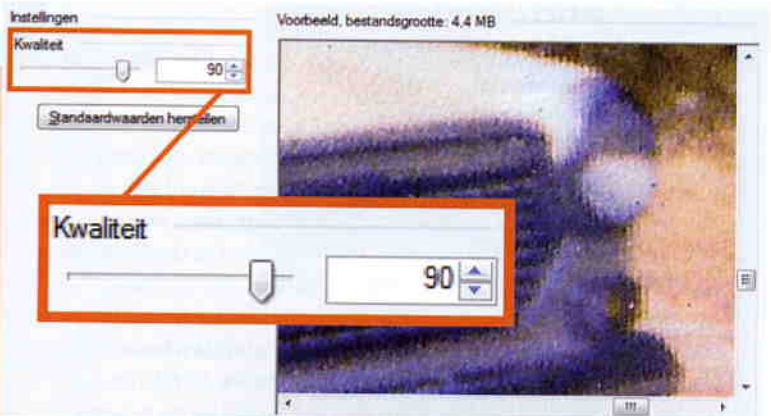 Instellingen
Voorbeeld, bestandsgrootte: 4,4 MB
Kwaliteit
90
Standaardwaarden herstellen
Kwaliteit
90